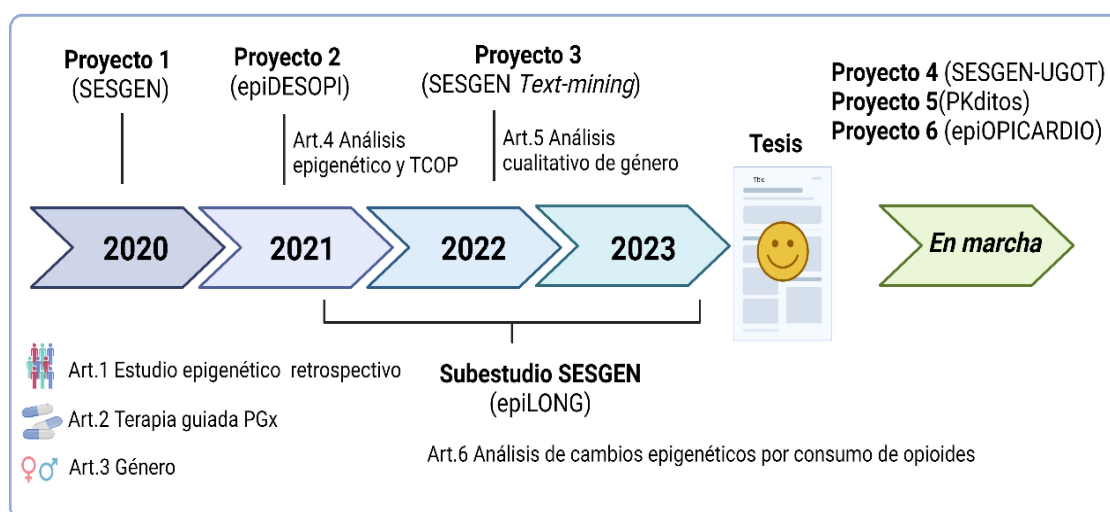 Proyecto 1
(SESGEN)
Proyecto 2
(epiDESOPI)
Art.4 Análisis
epigenético y TCOP
Proyecto 3
(SESGEN Text-mining)
Art.5 Análisis
cualitativo de género
Proyecto 4 (SESGEN-UGOT)
Proyecto 5(PKditos)
Proyecto 6 (epiOPICARDIO)
Tesis
Title
2020
2021
2022
2023
En marcha
Art.1 Estudio epigenético retrospectivo
Art.2 Terapia guiada PGx
Art.3 Género
Subestudio SESGEN
(epiLONG)
Art.6 Análisis de cambios epigenéticos por consumo de opioides